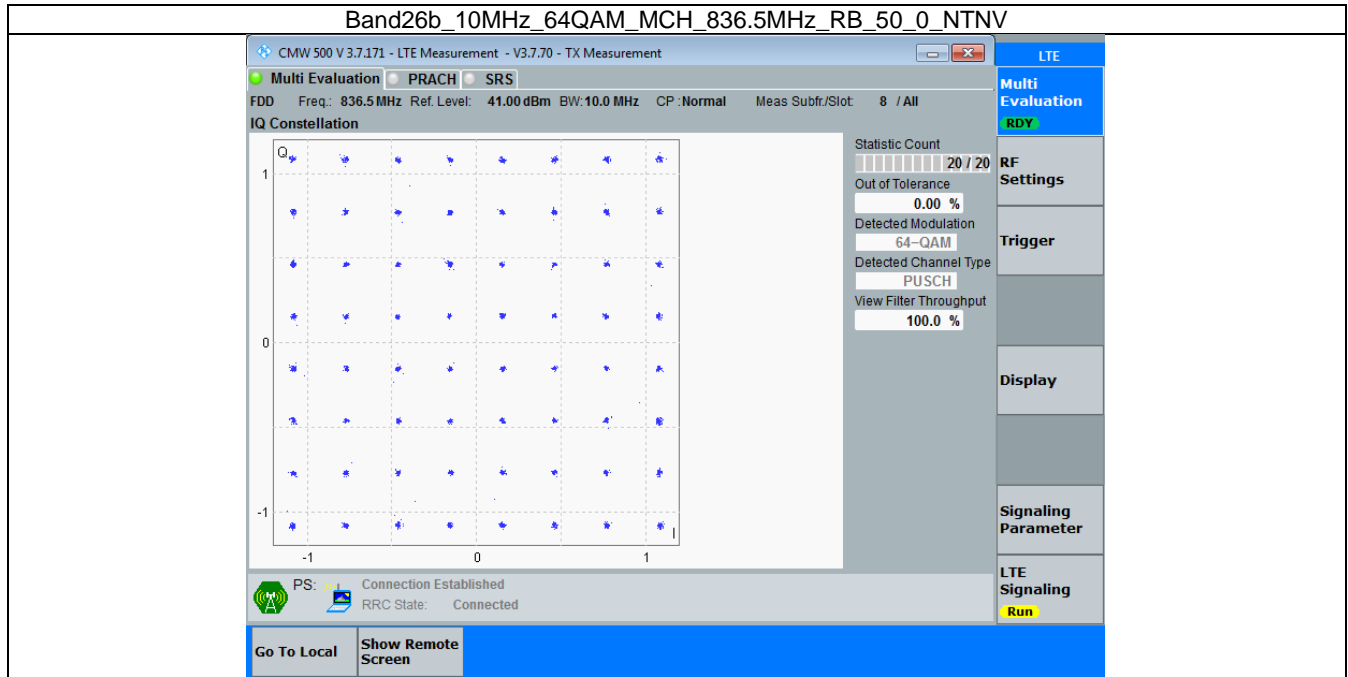 Band26b_10MHz_64QAM_MCH_836.5MHz_RB_50_0_NTNV
CMW 500 V 3.7.171 - LTE Measurement - V3.7.70 - TX Measurement
LTE
Multi Evaluation PRACH SRS
FDD Freq.: 836.5 MHz Ref. Level: 41.00 dBm BW: 10.0 MHz CP : Normal Meas Subfr./Slot: 8 / All
IQ Constellation
Q
1
0
-1
-1 0 1
I
Statistic Count
20 / 20
Out of Tolerance
0.00 %
Detected Modulation
64-QAM
Detected Channel Type
PUSCH
View Filter Throughput
100.0 %
Multi
Evaluation
RDY
RF
Settings
Trigger
Display
Signaling
Parameter
LTE
Signaling
Run
PS: Connection Established
RRC State: Connected
Go To Local
Show Remote
Screen